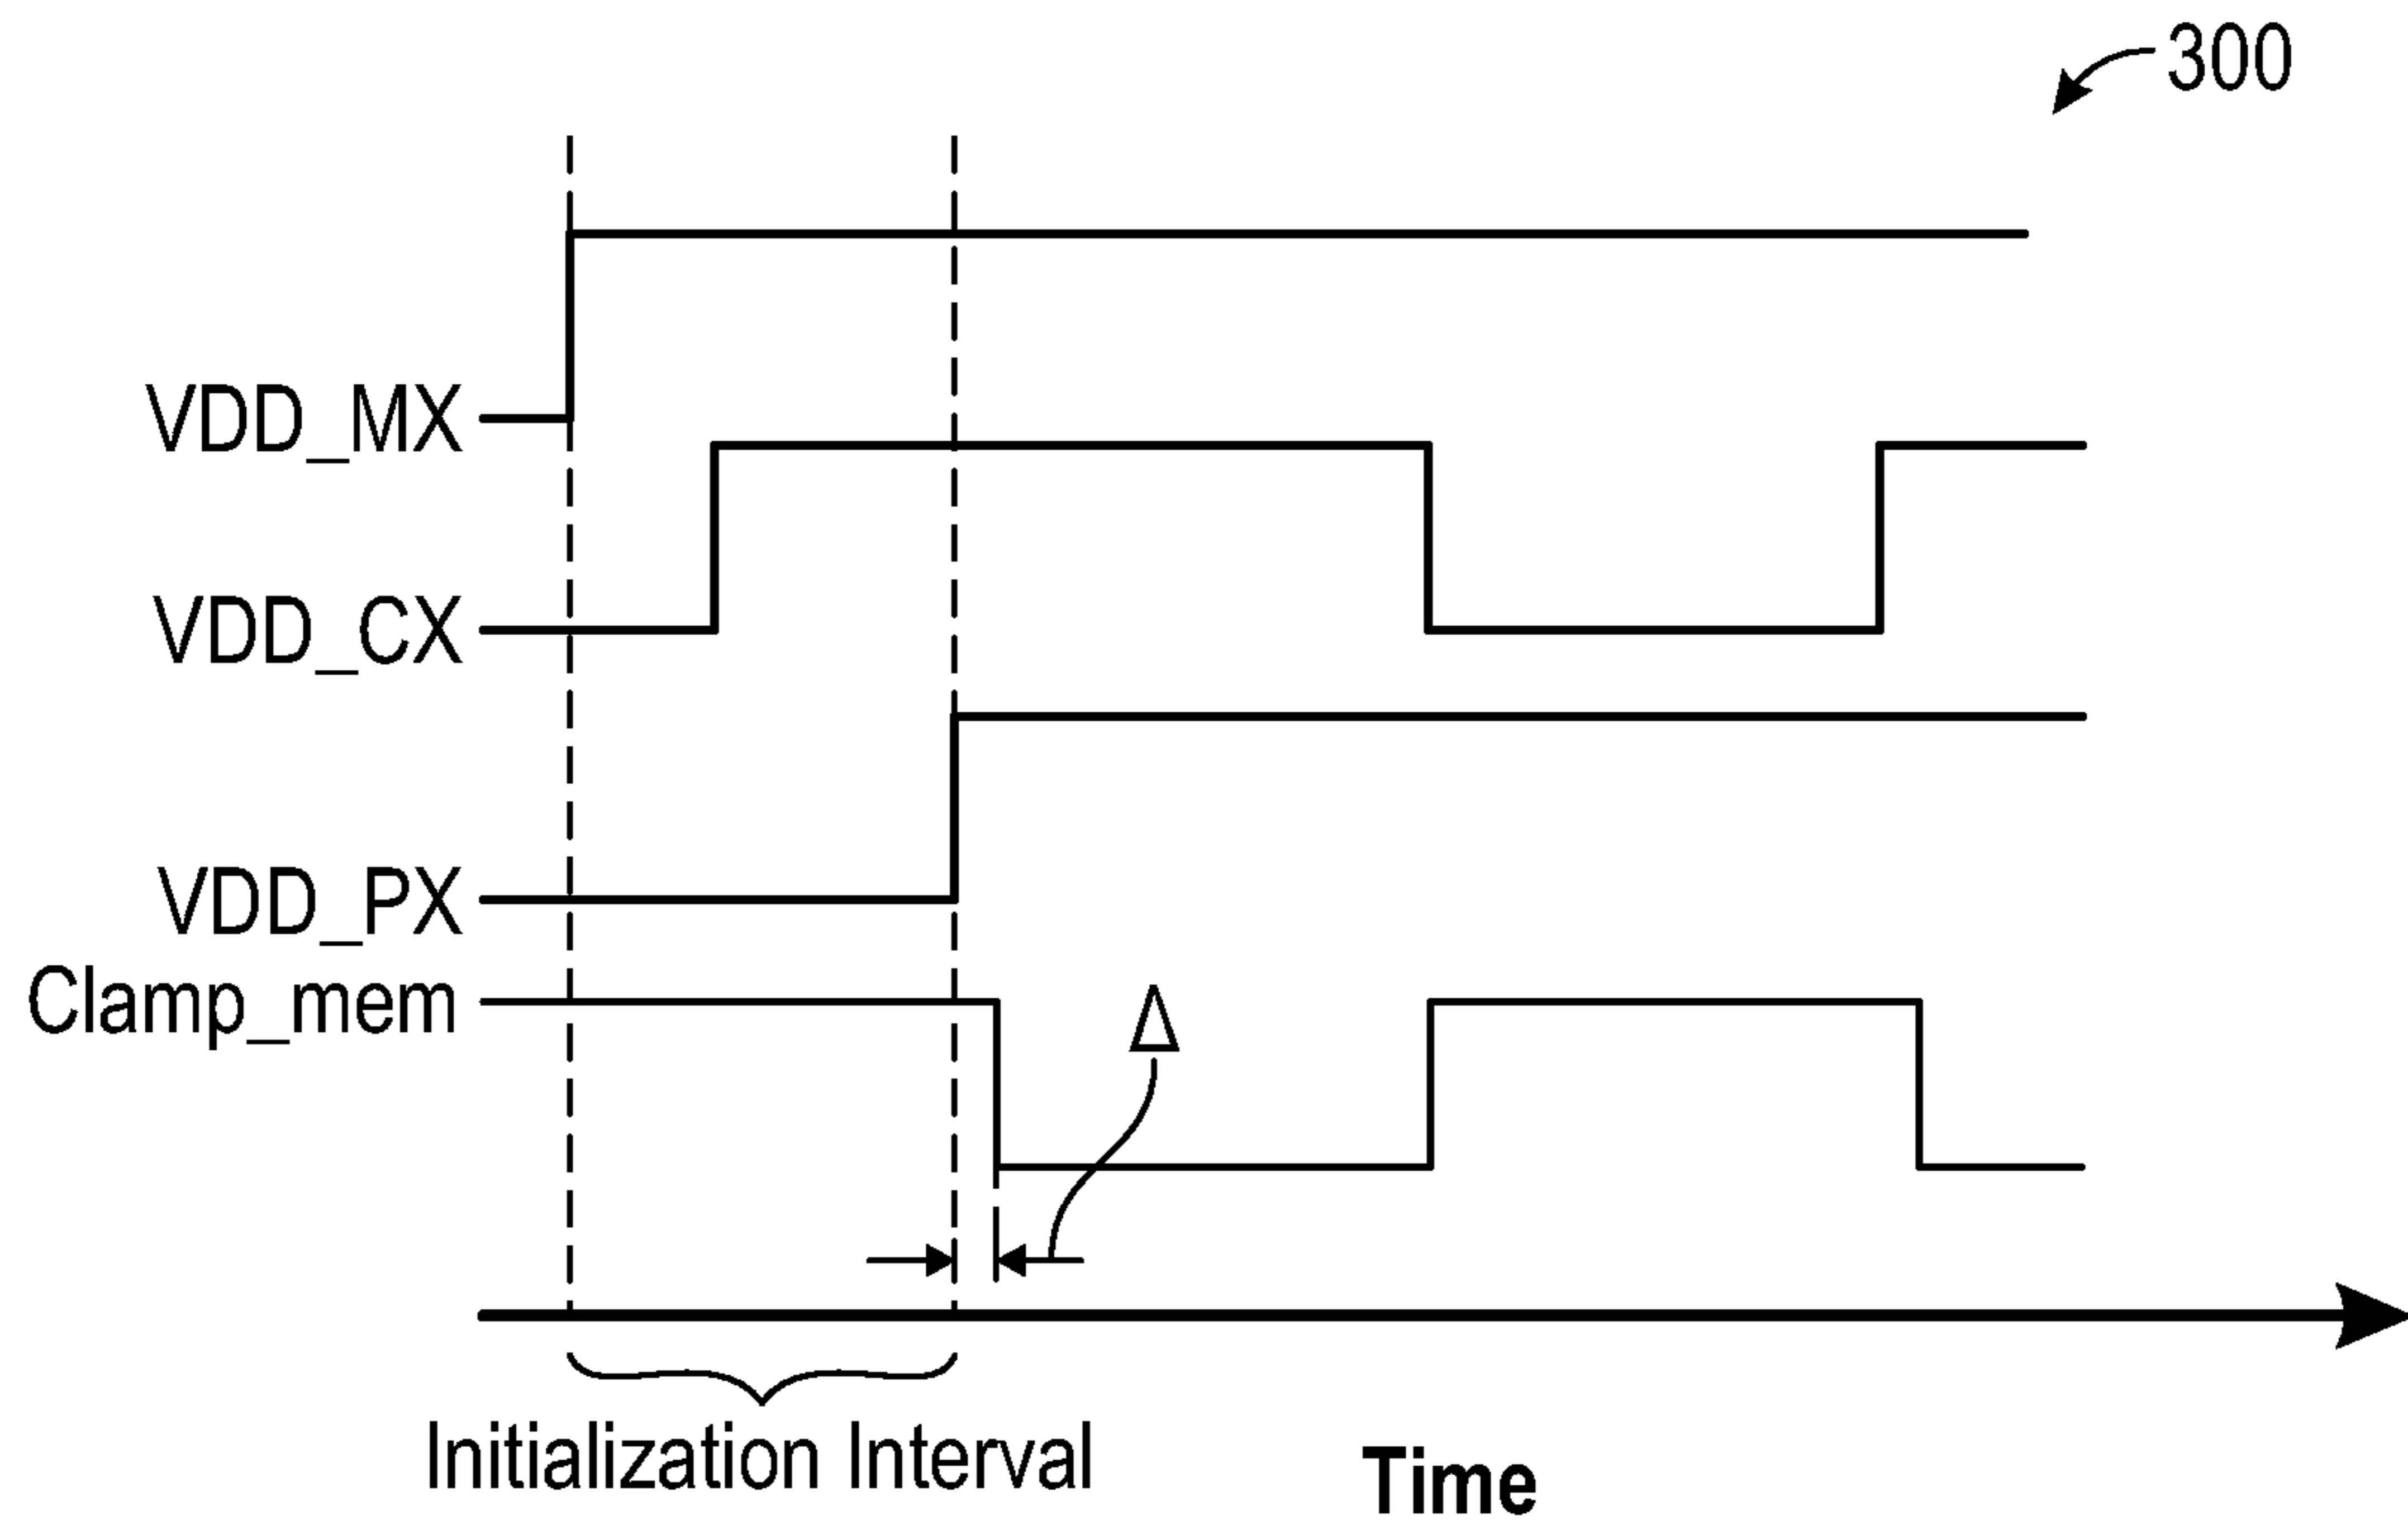 300
VDD_MX
VDD_CX
VDD_PX
Clamp_mem
Δ
Initialization Interval
Time